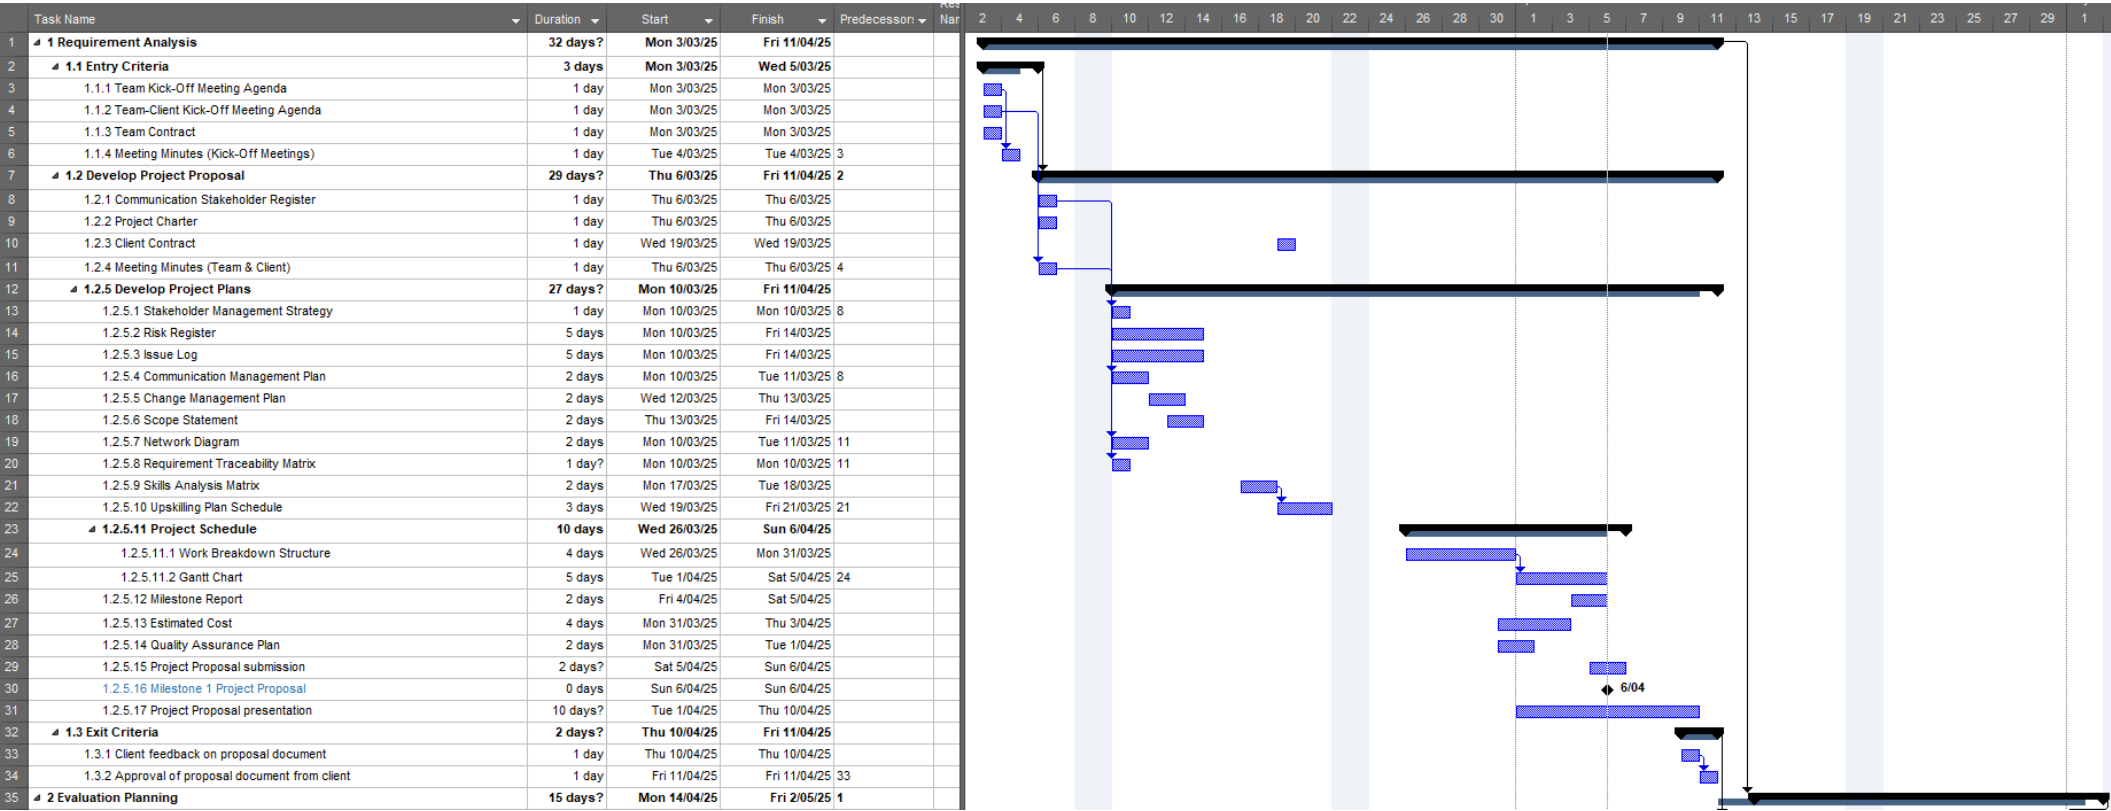 Task Name Duration Start Finish Predecessors Nar 2 4 6 8 10 12 14 16 18 20 22 24 26 28 30 1 3 5 7 9 11 13 15 17 19 21 23 25 27 29 1
1 1 Requirement Analysis 32 days? Mon 3/03/25 Fri 11/04/25
2 1.1 Entry Criteria 3 days Mon 3/03/25 Wed 5/03/25
3 1.1.1 Team Kick-Off Meeting Agenda 1 day Mon 3/03/25 Mon 3/03/25
4 1.1.2 Team-Client Kick-Off Meeting Agenda 1 day Mon 3/03/25 Mon 3/03/25
5 1.1.3 Team Contract 1 day Mon 3/03/25 Mon 3/03/25
6 1.1.4 Meeting Minutes (Kick-Off Meetings) 1 day Tue 4/03/25 Tue 4/03/25 3
7 1.2 Develop Project Proposal 29 days? Thu 6/03/25 Fri 11/04/25 2
8 1.2.1 Communication Stakeholder Register 1 day Thu 6/03/25 Thu 6/03/25
9 1.2.2 Project Charter 1 day Thu 6/03/25 Thu 6/03/25
10 1.2.3 Client Contract 1 day Wed 19/03/25 Wed 19/03/25
11 1.2.4 Meeting Minutes (Team & Client) 1 day Thu 6/03/25 Thu 6/03/25 4
12 1.2.5 Develop Project Plans 27 days? Mon 10/03/25 Fri 11/04/25
13 1.2.5.1 Stakeholder Management Strategy 1 day Mon 10/03/25 Mon 10/03/25 8
14 1.2.5.2 Risk Register 5 days Mon 10/03/25 Fri 14/03/25
15 1.2.5.3 Issue Log 5 days Mon 10/03/25 Fri 14/03/25
16 1.2.5.4 Communication Management Plan 2 days Mon 10/03/25 Tue 11/03/25 8
17 1.2.5.5 Change Management Plan 2 days Wed 12/03/25 Thu 13/03/25
18 1.2.5.6 Scope Statement 2 days Thu 13/03/25 Fri 14/03/25
19 1.2.5.7 Network Diagram 2 days Mon 10/03/25 Tue 11/03/25 11
20 1.2.5.8 Requirement Traceability Matrix 1 day? Mon 10/03/25 Mon 10/03/25 11
21 1.2.5.9 Skills Analysis Matrix 2 days Mon 17/03/25 Tue 18/03/25
22 1.2.5.10 Upskilling Plan Schedule 3 days Wed 19/03/25 Fri 21/03/25 21
23 1.2.5.11 Project Schedule 10 days Wed 26/03/25 Sun 6/04/25
24 1.2.5.11.1 Work Breakdown Structure 4 days Wed 26/03/25 Mon 31/03/25
25 1.2.5.11.2 Gantt Chart 5 days Tue 1/04/25 Sat 5/04/25 24
26 1.2.5.12 Milestone Report 2 days Fri 4/04/25 Sat 5/04/25
27 1.2.5.13 Estimated Cost 4 days Mon 31/03/25 Thu 3/04/25
28 1.2.5.14 Quality Assurance Plan 2 days Mon 31/03/25 Tue 1/04/25
29 1.2.5.15 Project Proposal submission 2 days? Sat 5/04/25 Sun 6/04/25
30 1.2.5.16 Milestone 1 Project Proposal 0 days Sun 6/04/25 Sun 6/04/25 6/04
31 1.2.5.17 Project Proposal presentation 10 days? Tue 1/04/25 Thu 10/04/25
32 1.3 Exit Criteria 2 days? Thu 10/04/25 Fri 11/04/25
33 1.3.1 Client feedback on proposal document 1 day Thu 10/04/25 Thu 10/04/25
34 1.3.2 Approval of proposal document from client 1 day Fri 11/04/25 Fri 11/04/25 33
35 2 Evaluation Planning 15 days? Mon 14/04/25 Fri 2/05/25 1